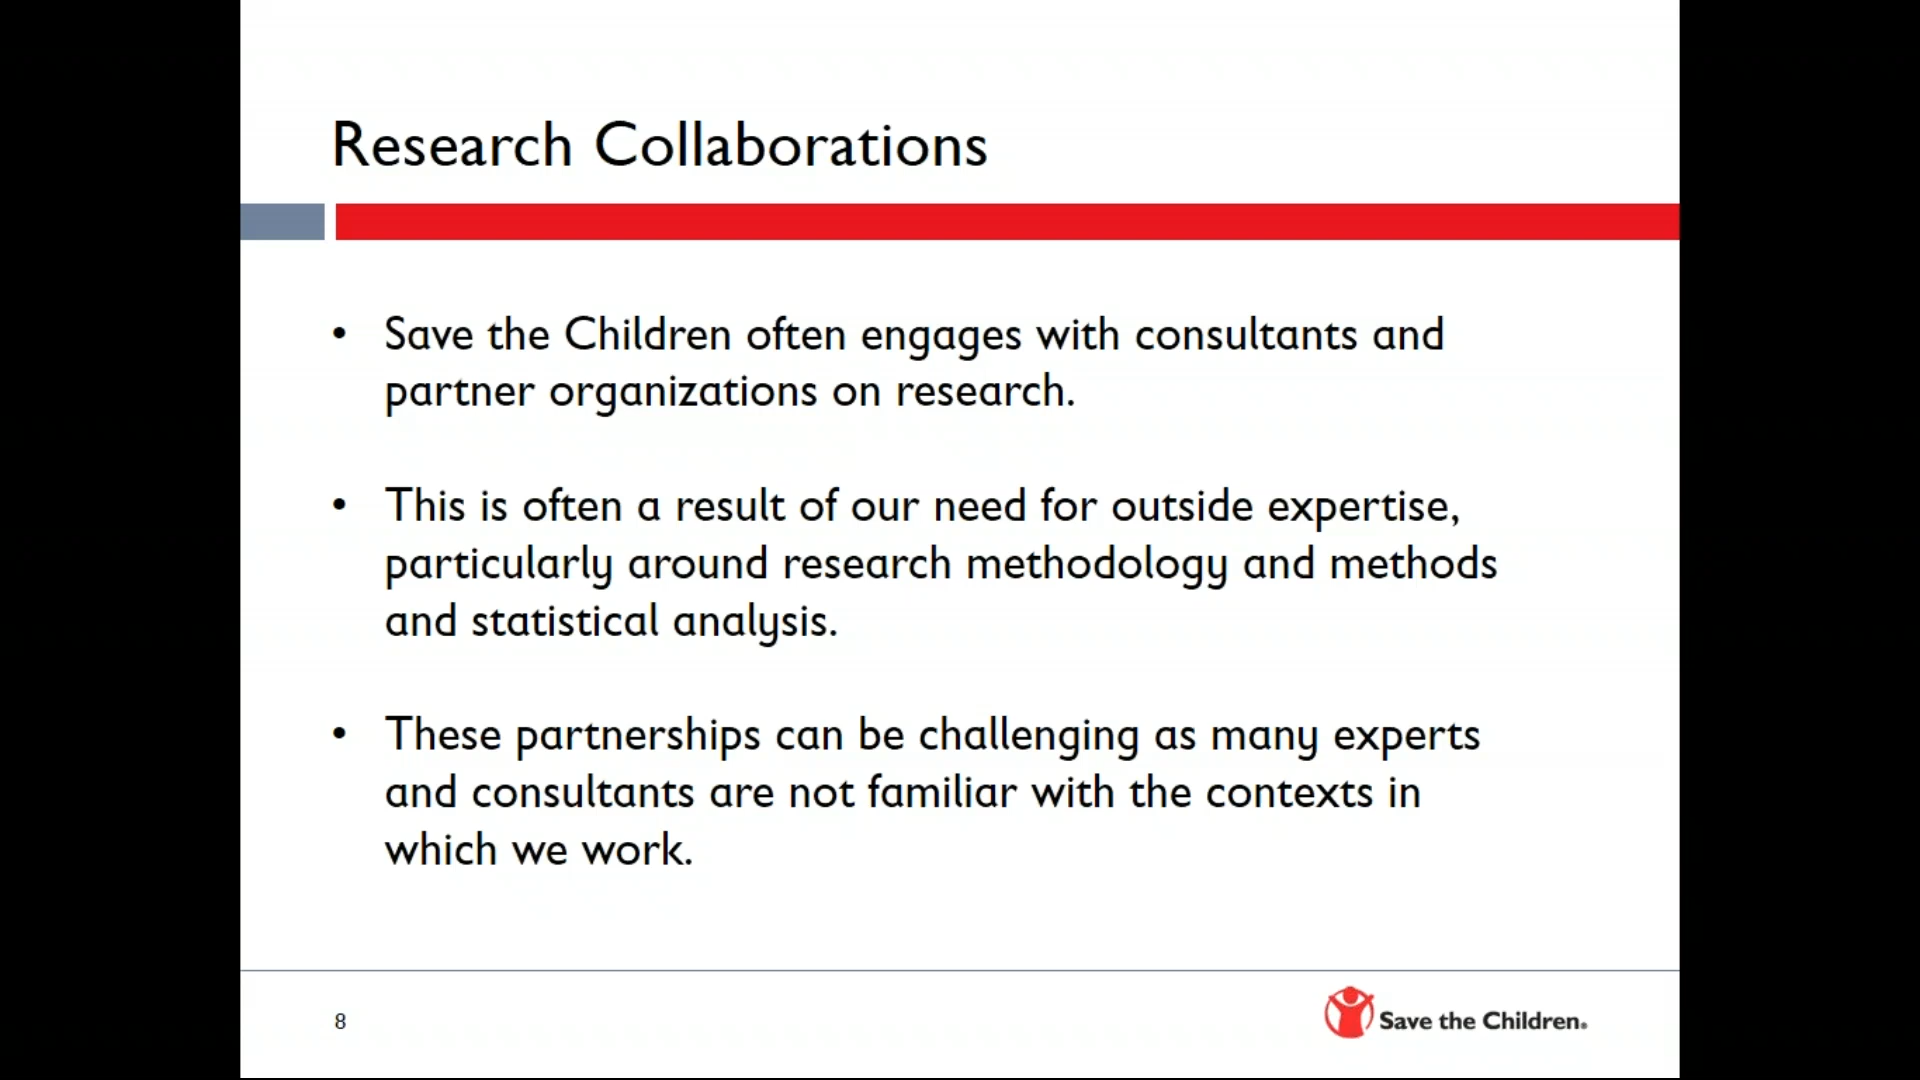 Research Collaborations
• Save the Children often engages with consultants and
partner organizations on research.
• This is often a result of our need for outside expertise,
particularly around research methodology and methods
and statistical analysis.
• These partnerships can be challenging as many experts
and consultants are not familiar with the contexts in
which we work.
8
Save the Children®